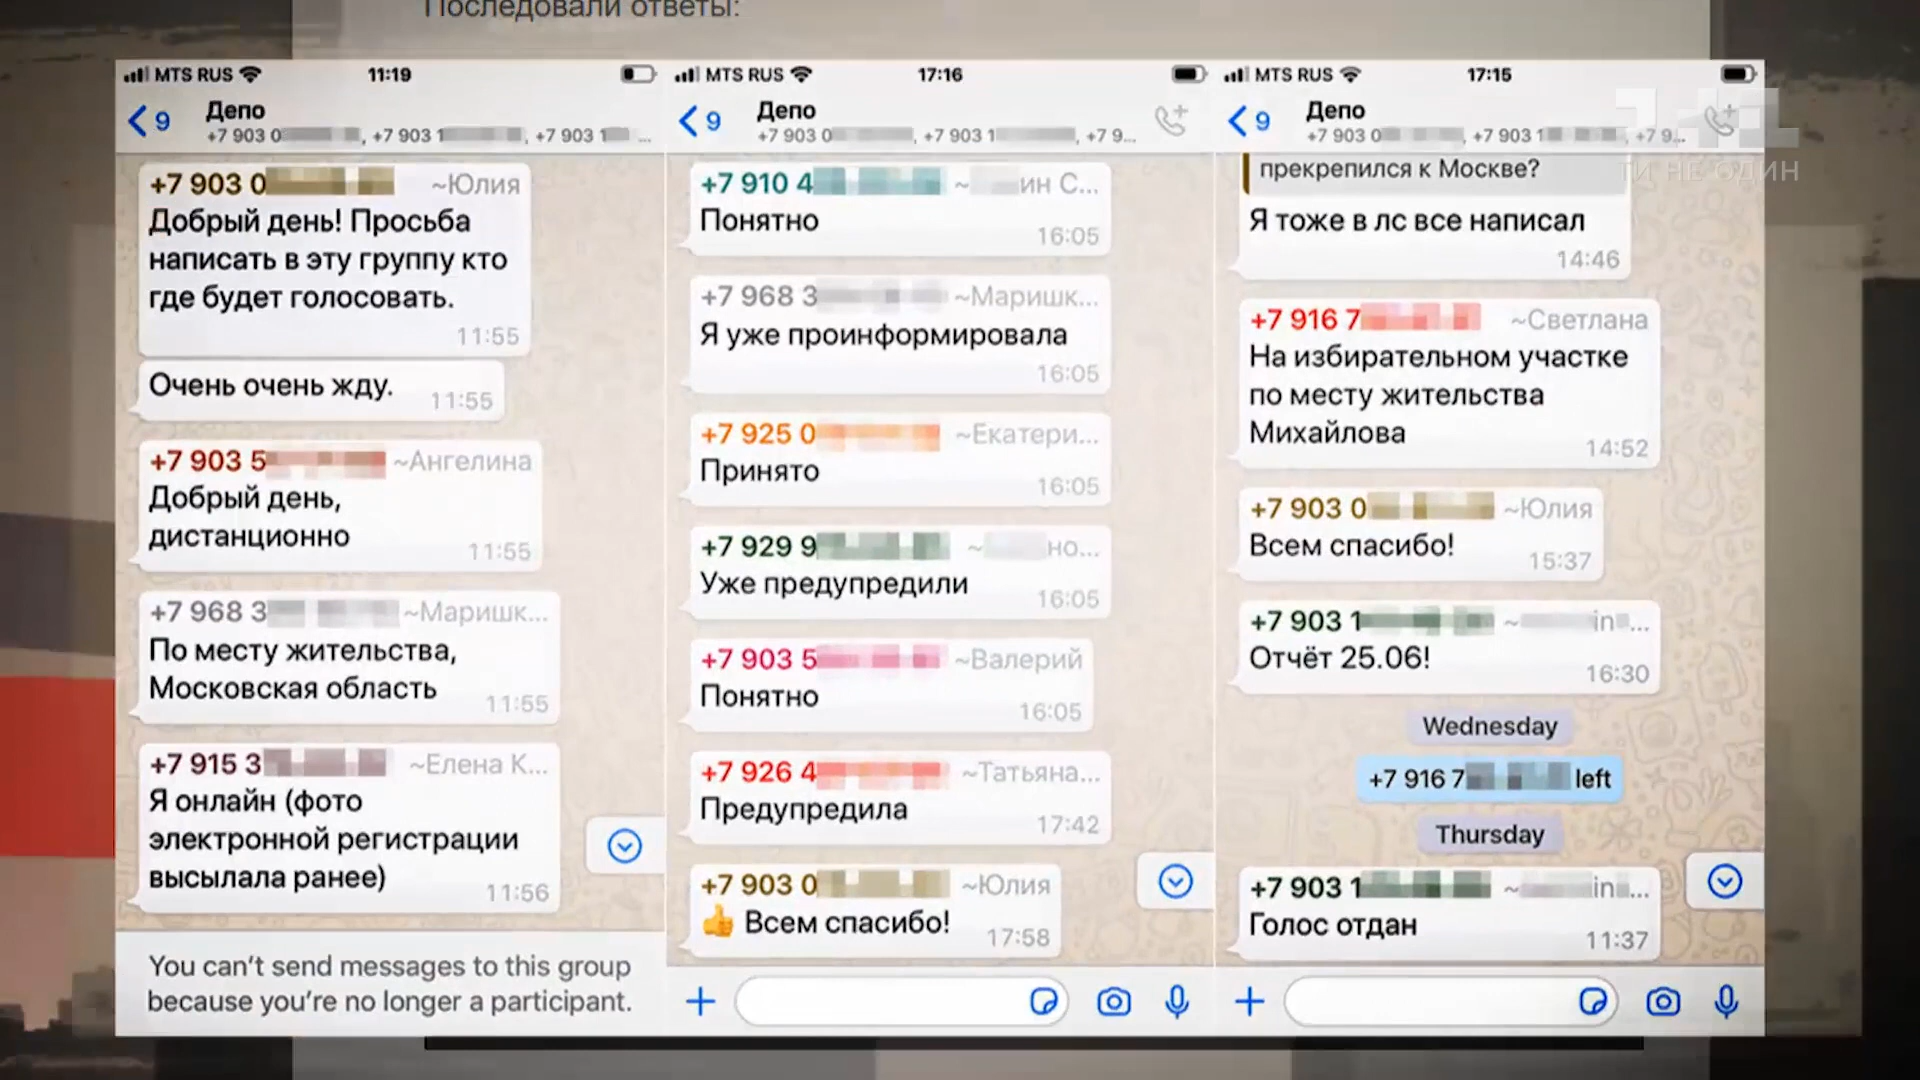 Последовали ответы:
MTS RUS 11:19
9 Депо
+7 903 0 , +7 903 1 , +7 903 1 ...
+7 903 0 ~Юлия
Добрый день! Просьба
написать в эту группу кто
где будет голосовать.
11:55
Очень очень жду.
11:55
+7 903 5 ~Ангелина
Добрый день,
дистанционно
11:55
+7 968 3 ~Маришк...
По месту жительства,
Московская область
11:55
+7 915 3 ~Елена К...
Я онлайн (фото
электронной регистрации
высылала ранее)
11:56
You can't send messages to this group
because you're no longer a participant.
MTS RUS 17:16
9 Депо
+7 903 0 , +7 903 1 , +7 9...
+7 910 4 ~ ин С...
Понятно
16:05
+7 968 3 ~Маришк...
Я уже проинформировала
16:05
+7 925 0 ~Екатери...
Принято
16:05
+7 929 9 ~ но...
Уже предупредили
16:05
+7 903 5 ~Валерий
Понятно
16:05
+7 926 4 ~Татьяна...
Предупредила
17:42
+7 903 0 ~Юлия
👍 Всем спасибо!
17:58
MTS RUS 17:15
9 Депо
+7 903 0 , +7 903 1 , +7 9...
1+1
ТИ НЕ ОДИН
прекрепился к Москве?
Я тоже в лс все написал
14:46
+7 916 7 ~Светлана
На избирательном участке
по месту жительства
Михайлова
14:52
+7 903 0 ~Юлия
Всем спасибо!
15:37
+7 903 1 ~ in ...
Отчёт 25.06!
16:30
Wednesday
+7 916 7 left
Thursday
+7 903 1 ~ in ...
Голос отдан
11:37